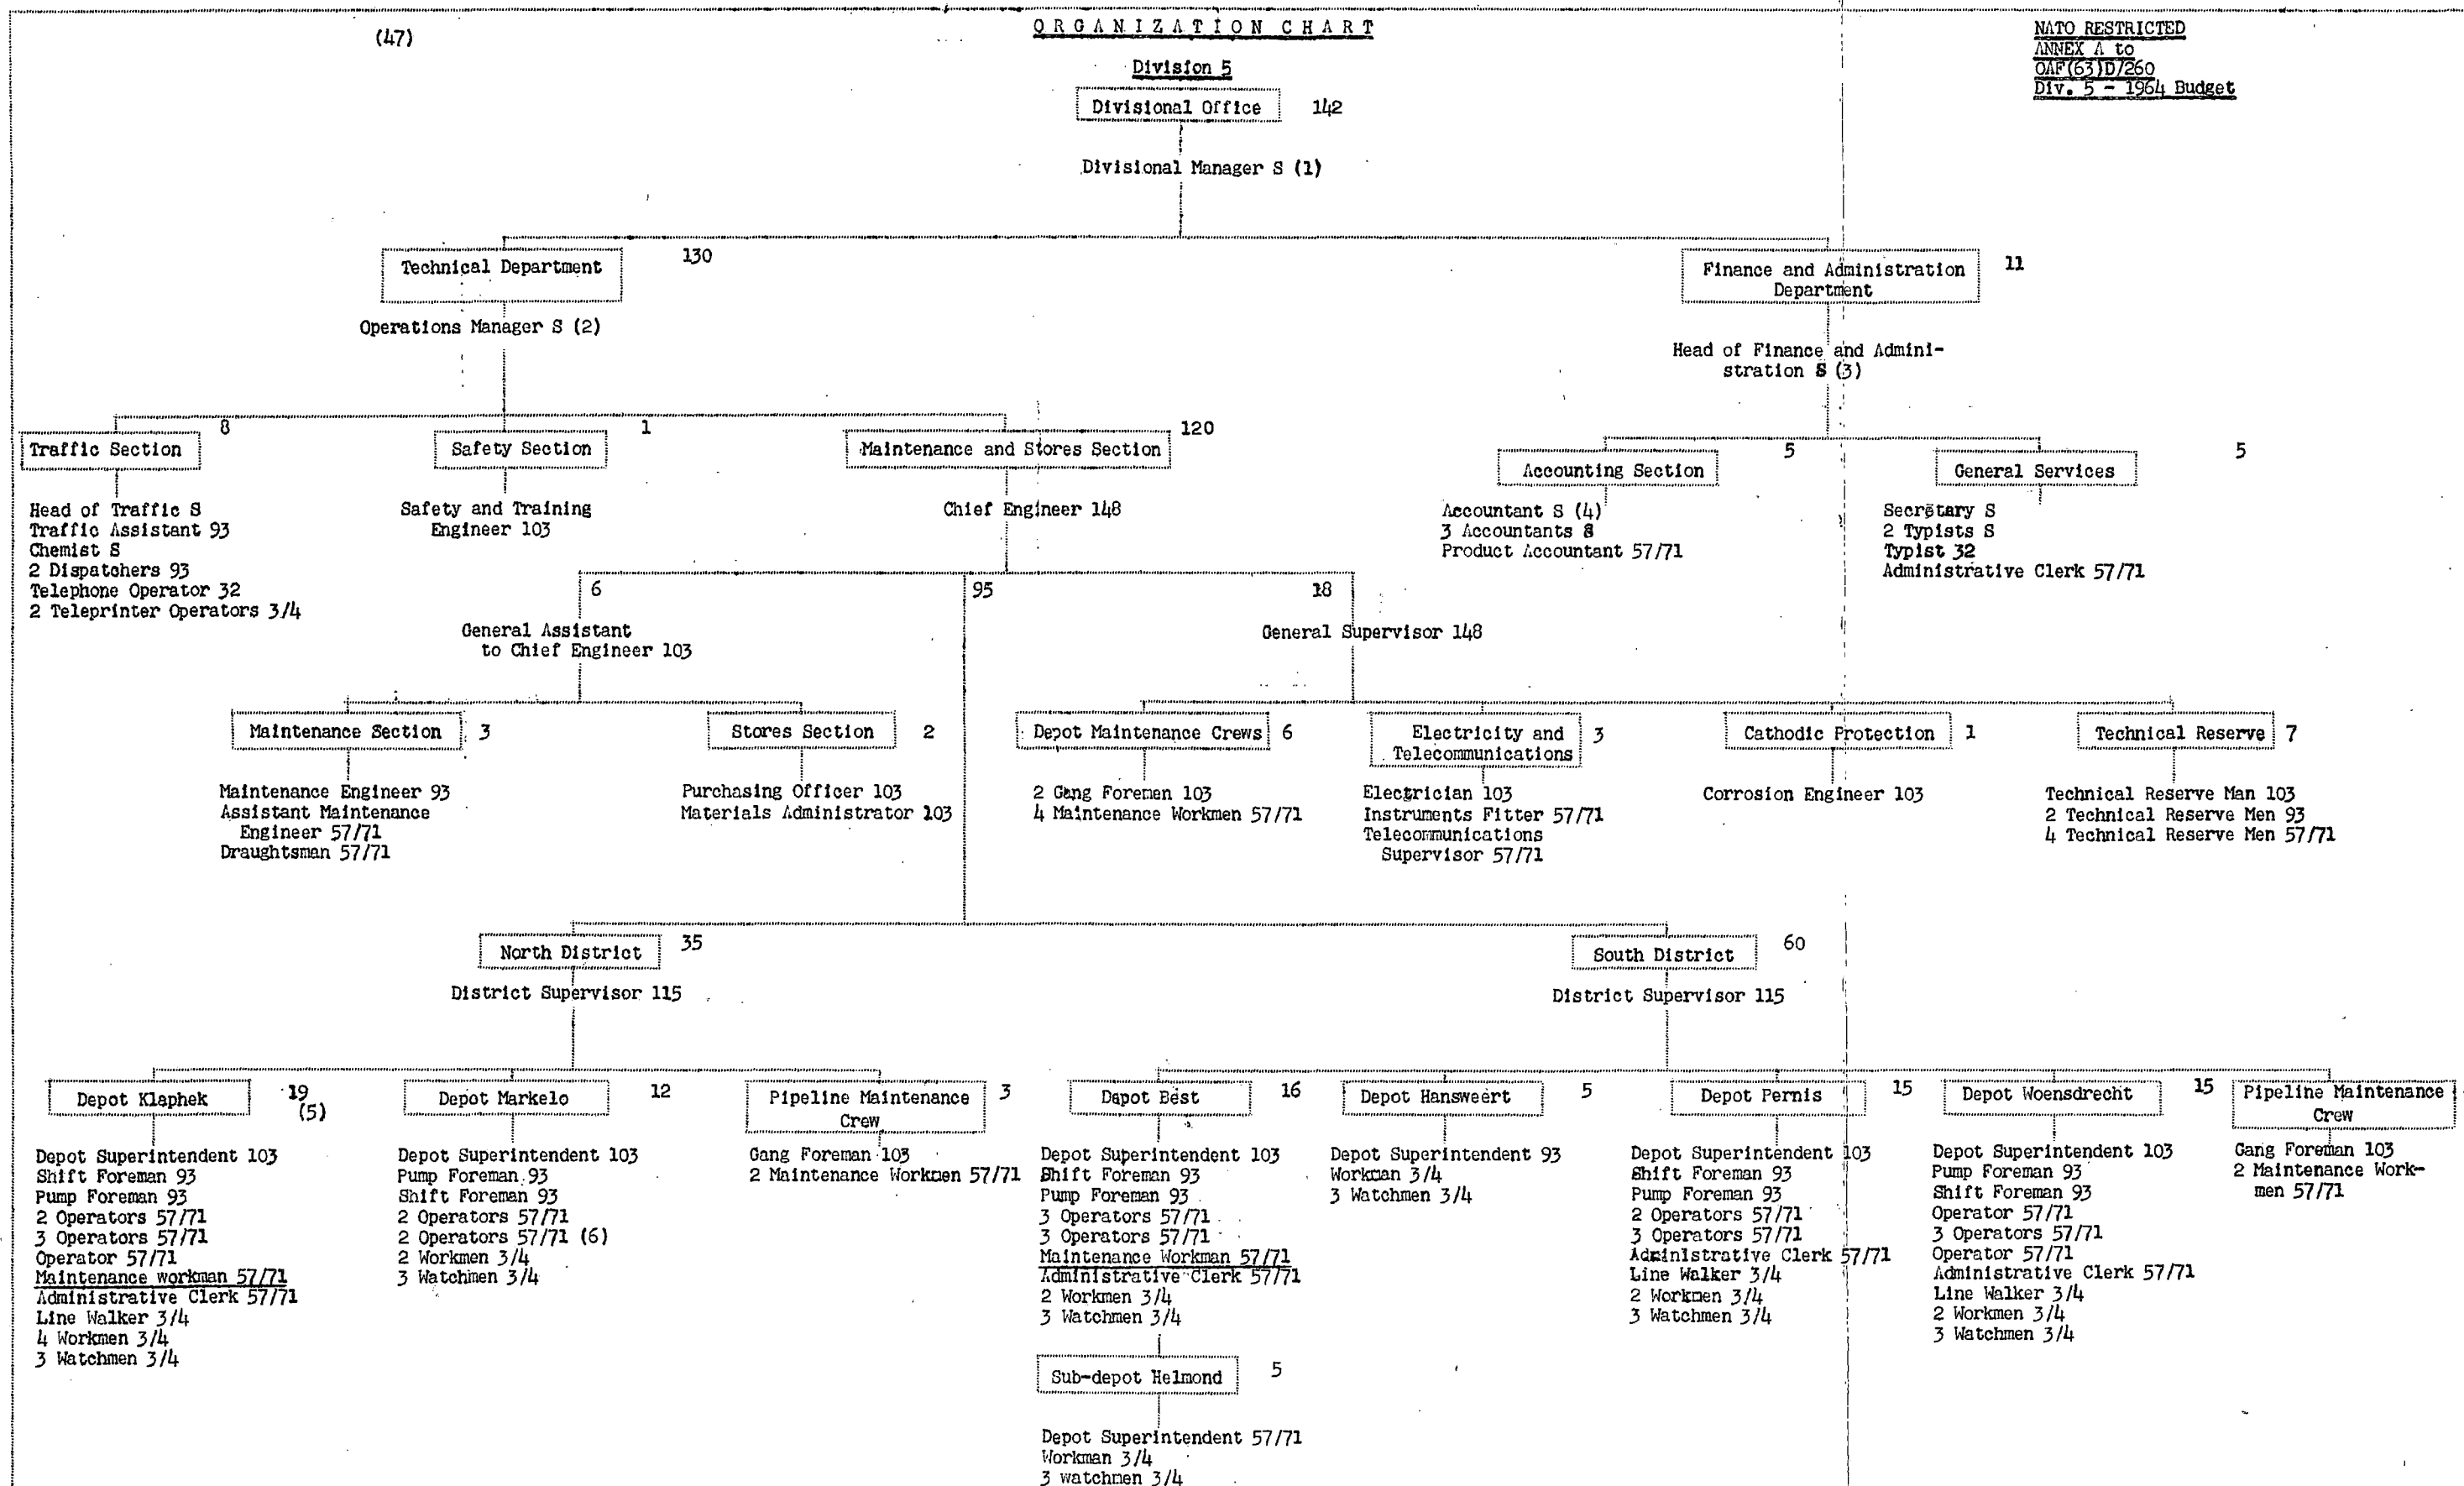 (47)
ORGANIZATION CHART
NATO RESTRICTED
ANNEX A to
OAF(63)D/260
Div. 5 - 1964 Budget
Division 5
Divisional Office 142
Divisional Manager S (1)
Technical Department 130
Operations Manager S (2)
Finance and Administration
Department
11
Head of Finance and Admini-
stration S (3)
Traffic Section 8
Head of Traffic S
Traffic Assistant 93
Chemist S
2 Dispatchers 93
Telephone Operator 32
2 Teleprinter Operators 3/4
Safety Section 1
Safety and Training
Engineer 103
Maintenance and Stores Section 120
Chief Engineer 148
Accounting Section 5
Accountant S (4)
3 Accountants S
Product Accountant 57/71
General Services 5
Secretary S
2 Typists S
Typist 32
Administrative Clerk 57/71
6
General Assistant
to Chief Engineer 103
95
18
General Supervisor 148
Maintenance Section 3
Maintenance Engineer 93
Assistant Maintenance
Engineer 57/71
Draughtsman 57/71
Stores Section 2
Purchasing Officer 103
Materials Administrator 103
Depot Maintenance Crews 6
2 Gang Foremen 103
4 Maintenance Workmen 57/71
Electricity and
Telecommunications
3
Electrician 103
Instruments Fitter 57/71
Telecommunications
Supervisor 57/71
Cathodic Protection 1
Corrosion Engineer 103
Technical Reserve 7
Technical Reserve Man 103
2 Technical Reserve Men 93
4 Technical Reserve Men 57/71
North District 35
District Supervisor 115
South District 60
District Supervisor 115
Depot Klaphek 19
(5)
Depot Superintendent 103
Shift Foreman 93
Pump Foreman 93
2 Operators 57/71
3 Operators 57/71
Operator 57/71
Maintenance workman 57/71
Administrative Clerk 57/71
Line Walker 3/4
4 Workmen 3/4
3 Watchmen 3/4
Depot Markelo 12
Depot Superintendent 103
Pump Foreman 93
Shift Foreman 93
2 Operators 57/71
2 Operators 57/71 (6)
2 Workmen 3/4
3 Watchmen 3/4
Pipeline Maintenance
Crew
3
Gang Foreman 103
2 Maintenance Workmen 57/71
Depot Best 16
Depot Superintendent 103
Shift Foreman 93
Pump Foreman 93
3 Operators 57/71
3 Operators 57/71
Maintenance Workman 57/71
Administrative Clerk 57/71
2 Workmen 3/4
3 Watchmen 3/4
Sub-depot Helmond 5
Depot Superintendent 57/71
Workman 3/4
3 watchmen 3/4
Depot Hansweert 5
Depot Superintendent 93
Workman 3/4
3 Watchmen 3/4
Depot Pernis 15
Depot Superintendent 103
Shift Foreman 93
Pump Foreman 93
2 Operators 57/71
3 Operators 57/71
Administrative Clerk 57/71
Line Walker 3/4
2 Workmen 3/4
3 Watchmen 3/4
Depot Woensdrecht 15
Depot Superintendent 103
Pump Foreman 93
Shift Foreman 93
Operator 57/71
3 Operators 57/71
Operator 57/71
Administrative Clerk 57/71
Line Walker 3/4
2 Workmen 3/4
3 Watchmen 3/4
Pipeline Maintenance
Crew
Gang Foreman 103
2 Maintenance Work-
men 57/71